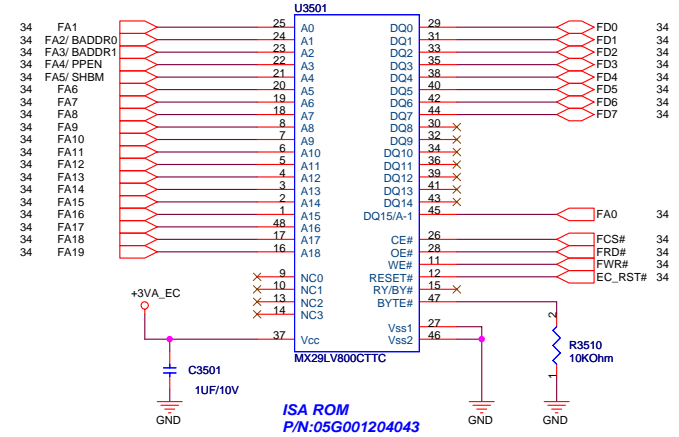 U3501
34 FA1 25 A0 DQ0 29 FD0 34
34 FA2/ BADDR0 24 A1 DQ1 31 FD1 34
34 FA3/ BADDR1 23 A2 DQ2 33 FD2 34
34 FA4/ PPEN 22 A3 DQ3 35 FD3 34
34 FA5/ SHBM 21 A4 DQ4 38 FD4 34
34 FA6 20 A5 DQ5 40 FD5 34
34 FA7 19 A6 DQ6 42 FD6 34
34 FA8 18 A7 DQ7 44 FD7 34
34 FA9 8 A8 DQ8 30
34 FA10 7 A9 DQ9 32
34 FA11 6 A10 DQ10 34
34 FA12 5 A11 DQ11 36
34 FA13 4 A12 DQ12 39
34 FA14 3 A13 DQ13 41
34 FA15 2 A14 DQ14 43
34 FA16 1 A15 DQ15/A-1 45 FA0 34
34 FA17 48 A16
34 FA18 17 A17 CE# 26 FCS# 34
34 FA19 16 A18 OE# 28 FRD# 34
WE# 11 FWR# 34
9 NC0 RESET# 12 EC_RST# 34
10 NC1 RY/BY# 15
13 NC2 BYTE# 47
14 NC3
+3VA_EC
Vss1 27
37 Vcc Vss2 46
2
R3510
10KOhm
1
MX29LV800CTTC
C3501
1UF/10V
ISA ROM
P/N:05G001204043
GND
GND
GND